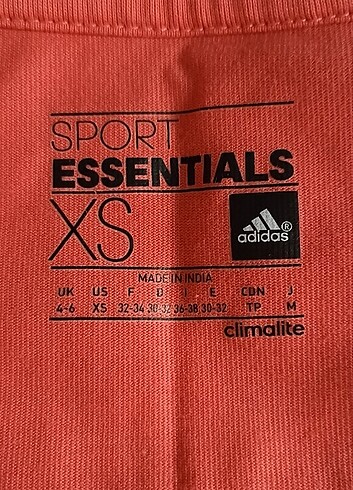 SPORT
ESSENTIALS
XS
adidas®
MADE IN INDIA
UK US F D I E CDN J
4-6 XS 32-34 30-32 36-38 30-32 TP M
climalite